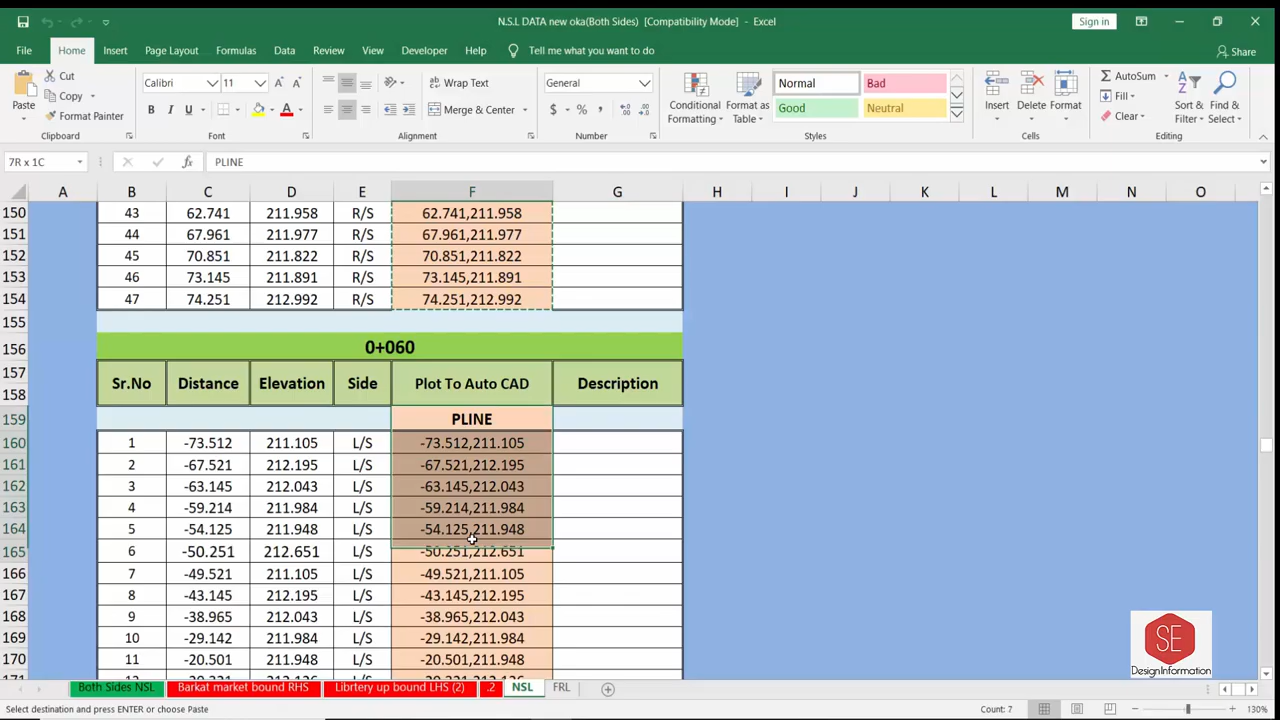 N.S.L DATA new oka(Both Sides) [Compatibility Mode] - Excel
Sign in
File Home Insert Page Layout Formulas Data Review View Developer Help Tell me what you want to do Share
Paste Cut Copy Format Painter
Calibri 11
B I U A
Wrap Text
Merge & Center
General
$ % ,
Conditional Formatting
Format as Table
Normal Bad
Good Neutral
Insert Delete Format
AutoSum
Fill
Clear
Sort & Filter
Find & Select
Clipboard Font Alignment Number Styles Cells Editing
7R x 1C fx PLINE
A B C D E F G H I J K L M N O
150 43 62.741 211.958 R/S 62.741,211.958
151 44 67.961 211.977 R/S 67.961,211.977
152 45 70.851 211.822 R/S 70.851,211.822
153 46 73.145 211.891 R/S 73.145,211.891
154 47 74.251 212.992 R/S 74.251,212.992
155
156 0+060
157
158 Sr.No Distance Elevation Side Plot To Auto CAD Description
159 PLINE
160 1 -73.512 211.105 L/S -73.512,211.105
161 2 -67.521 212.195 L/S -67.521,212.195
162 3 -63.145 212.043 L/S -63.145,212.043
163 4 -59.214 211.984 L/S -59.214,211.984
164 5 -54.125 211.948 L/S -54.125,211.948
165 6 -50.251 212.651 L/S -50.251,212.651
166 7 -49.521 211.105 L/S -49.521,211.105
167 8 -43.145 212.195 L/S -43.145,212.195
168 9 -38.965 212.043 L/S -38.965,212.043
169 10 -29.142 211.984 L/S -29.142,211.984
170 11 -20.501 211.948 L/S -20.501,211.948
SE
DesignInformation
Both Sides NSL Barkat market bound RHS Librtery up bound LHS (2) .2 NSL FRL
Select destination and press ENTER or choose Paste Count: 7 130%